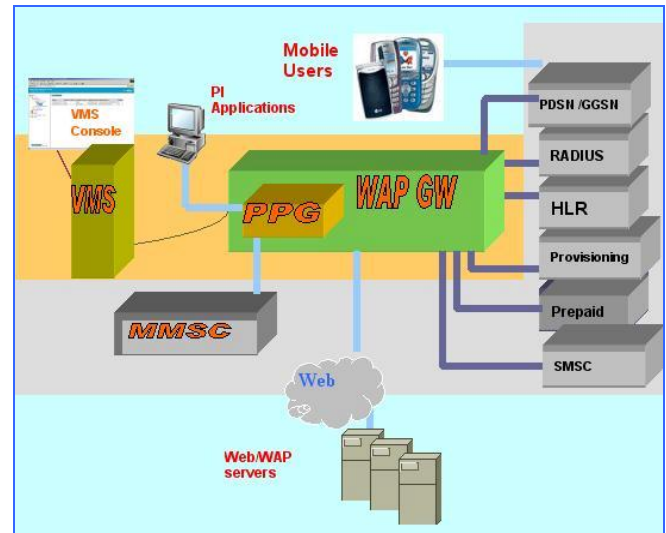 Mobile
Users
PI
Applications
VMS
Console
PDSN /GGSN
RADIUS
HLR
Provisioning
Prepaid
SMSC
VMS
PPG
WAP GW
MMSC
Web
Web/WAP
servers